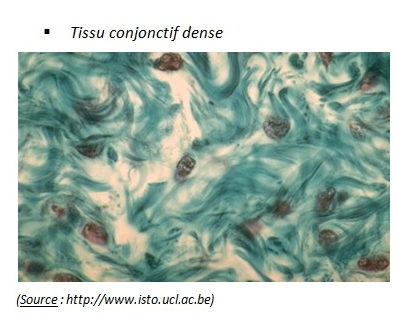 ▪ Tissu conjonctif dense
(Source : http://www.isto.ucl.ac.be)